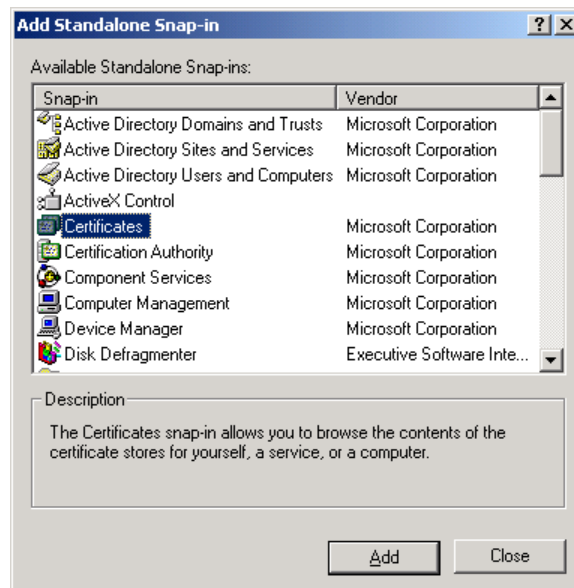 Add Standalone Snap-in
Available Standalone Snap-ins:
Snap-in Vendor
Active Directory Domains and Trusts Microsoft Corporation
Active Directory Sites and Services Microsoft Corporation
Active Directory Users and Computers Microsoft Corporation
ActiveX Control
Certificates Microsoft Corporation
Certification Authority Microsoft Corporation
Component Services Microsoft Corporation
Computer Management Microsoft Corporation
Device Manager Microsoft Corporation
Disk Defragmenter Executive Software Inte...
Description
The Certificates snap-in allows you to browse the contents of the
certificate stores for yourself, a service, or a computer.
Add Close